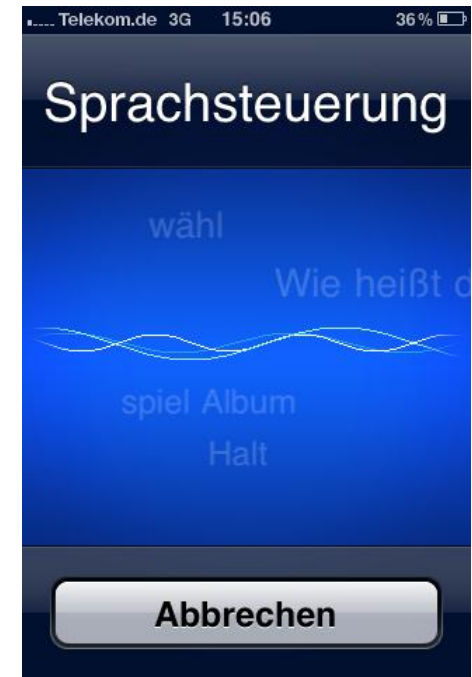 Telekom.de 3G 15:06 36 %
Sprachsteuerung
wähl
Wie heißt d
spiel Album
Halt
Abbrechen